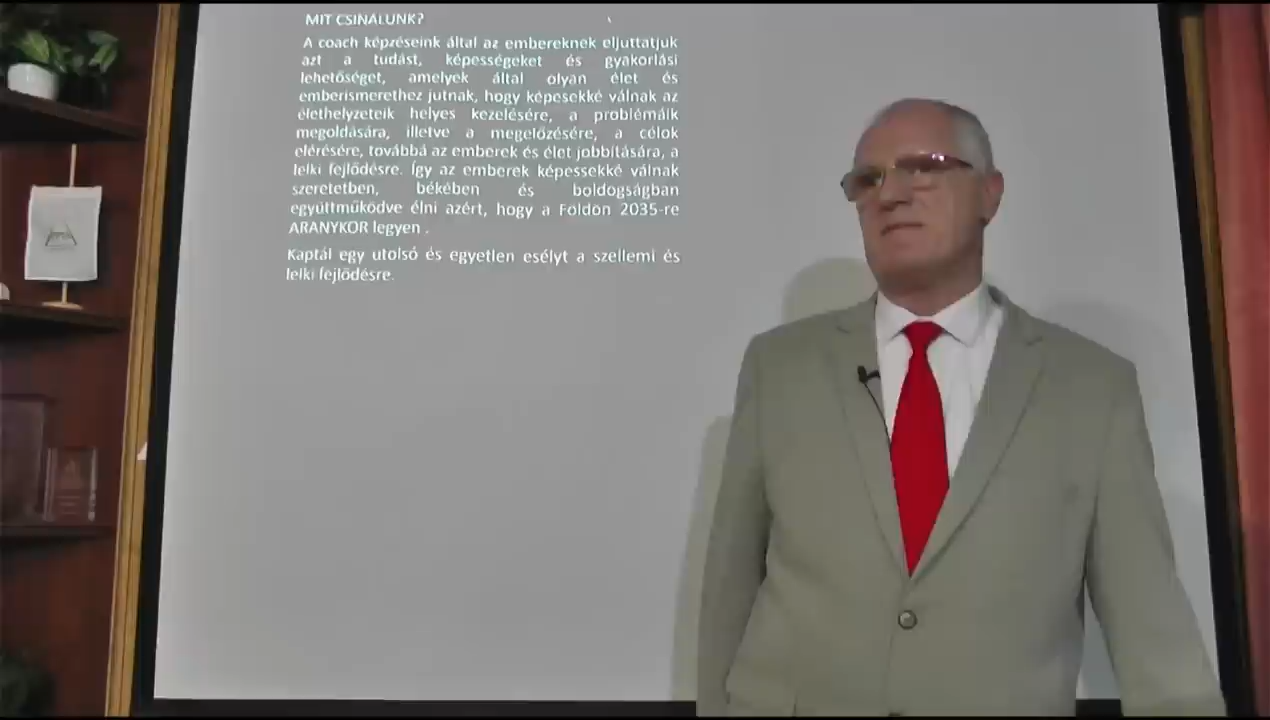 MIT CSINÁLUNK?
A coach képzéseink által az embereknek eljuttatjuk
azt a tudást, képességeket és gyakorlási
lehetőséget, amelyek által olyan élet és
emberismerethez jutnak, hogy képesekké válnak az
élethelyzeteik helyes kezelésére, a problémáik
megoldására, illetve a megelőzésére, a célok
elérésére, továbbá az emberek és élet jobbítására, a
lelki fejlődésre. Így az emberek képessekké válnak
szeretetben, békében és boldogságban
együttműködve élni azért, hogy a Földön 2035-re
ARANYKOR legyen .
Kaptál egy utolsó és egyetlen esélyt a szellemi és
lelki fejlődésre.